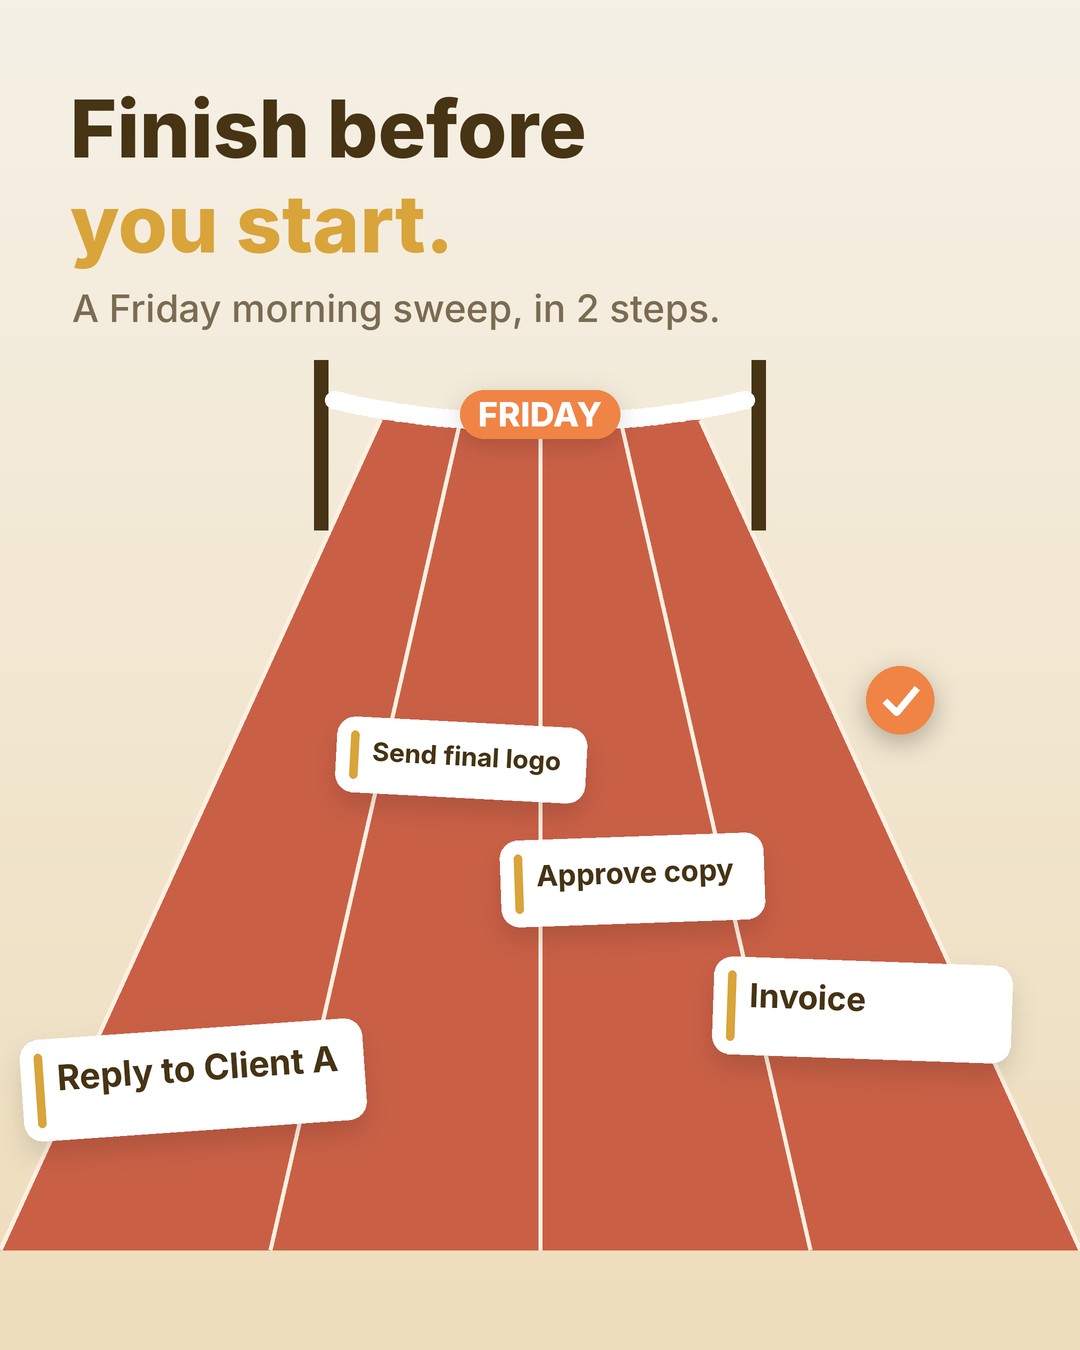 Finish before
you start.
A Friday morning sweep, in 2 steps.
FRIDAY
Send final logo
Approve copy
Invoice
Reply to Client A